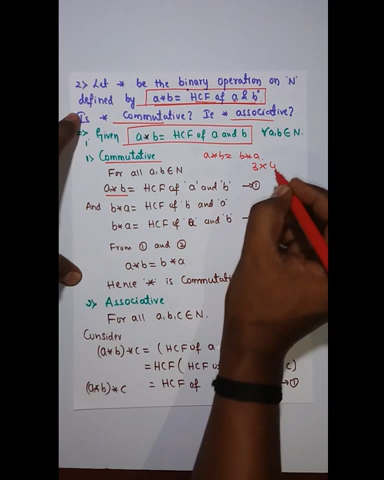 2) Let * be the binary operation on 'N'
defined by a*b = HCF of a & b
Is * commutative? Is * associative?
=> Given a*b = HCF of a and b ∀a,b∈N.
1) Commutative a*b = b*a
For all a,b∈N 3×4
a*b = HCF of 'a' and 'b' →①
And b*a = HCF of 'b' and 'a'
b*a = HCF of 'a' and 'b'
From ① and ②
a*b = b*a
Hence '*' is Commutat
2) Associative
For all a,b,c∈N.
Consider
(a*b)*c = (HCF of a
= HCF ( HCF c)
(a*b)*c = HCF of →①